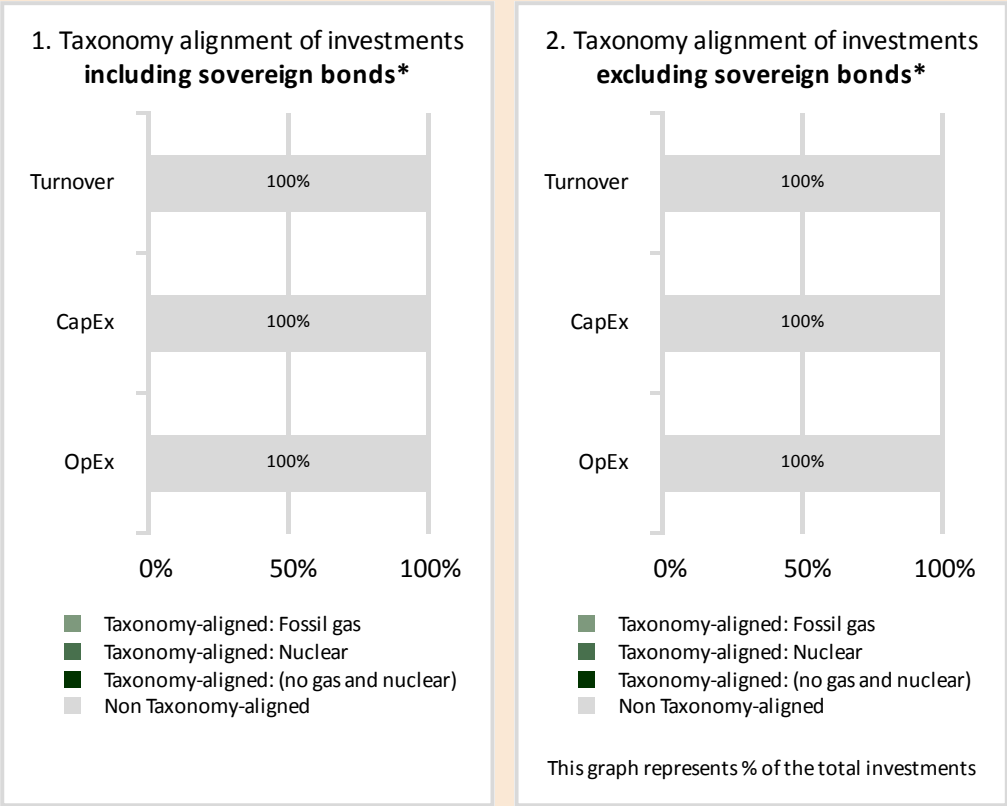 1. Taxonomy alignment of investments
including sovereign bonds*
Turnover
100%
CapEx
100%
OpEx
100%
0% 50% 100%
Taxonomy-aligned: Fossil gas
Taxonomy-aligned: Nuclear
Taxonomy-aligned: (no gas and nuclear)
Non Taxonomy-aligned
2. Taxonomy alignment of investments
excluding sovereign bonds*
Turnover
100%
CapEx
100%
OpEx
100%
0% 50% 100%
Taxonomy-aligned: Fossil gas
Taxonomy-aligned: Nuclear
Taxonomy-aligned: (no gas and nuclear)
Non Taxonomy-aligned
This graph represents % of the total investments